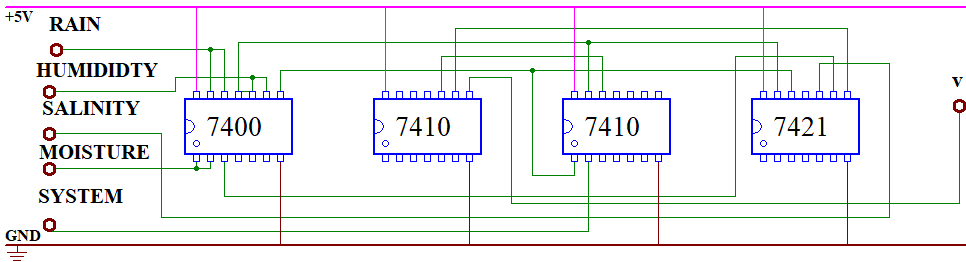 +5V
RAIN
HUMIDIDTY
SALINITY
MOISTURE
SYSTEM
GND
7400
7410
7410
7421
v